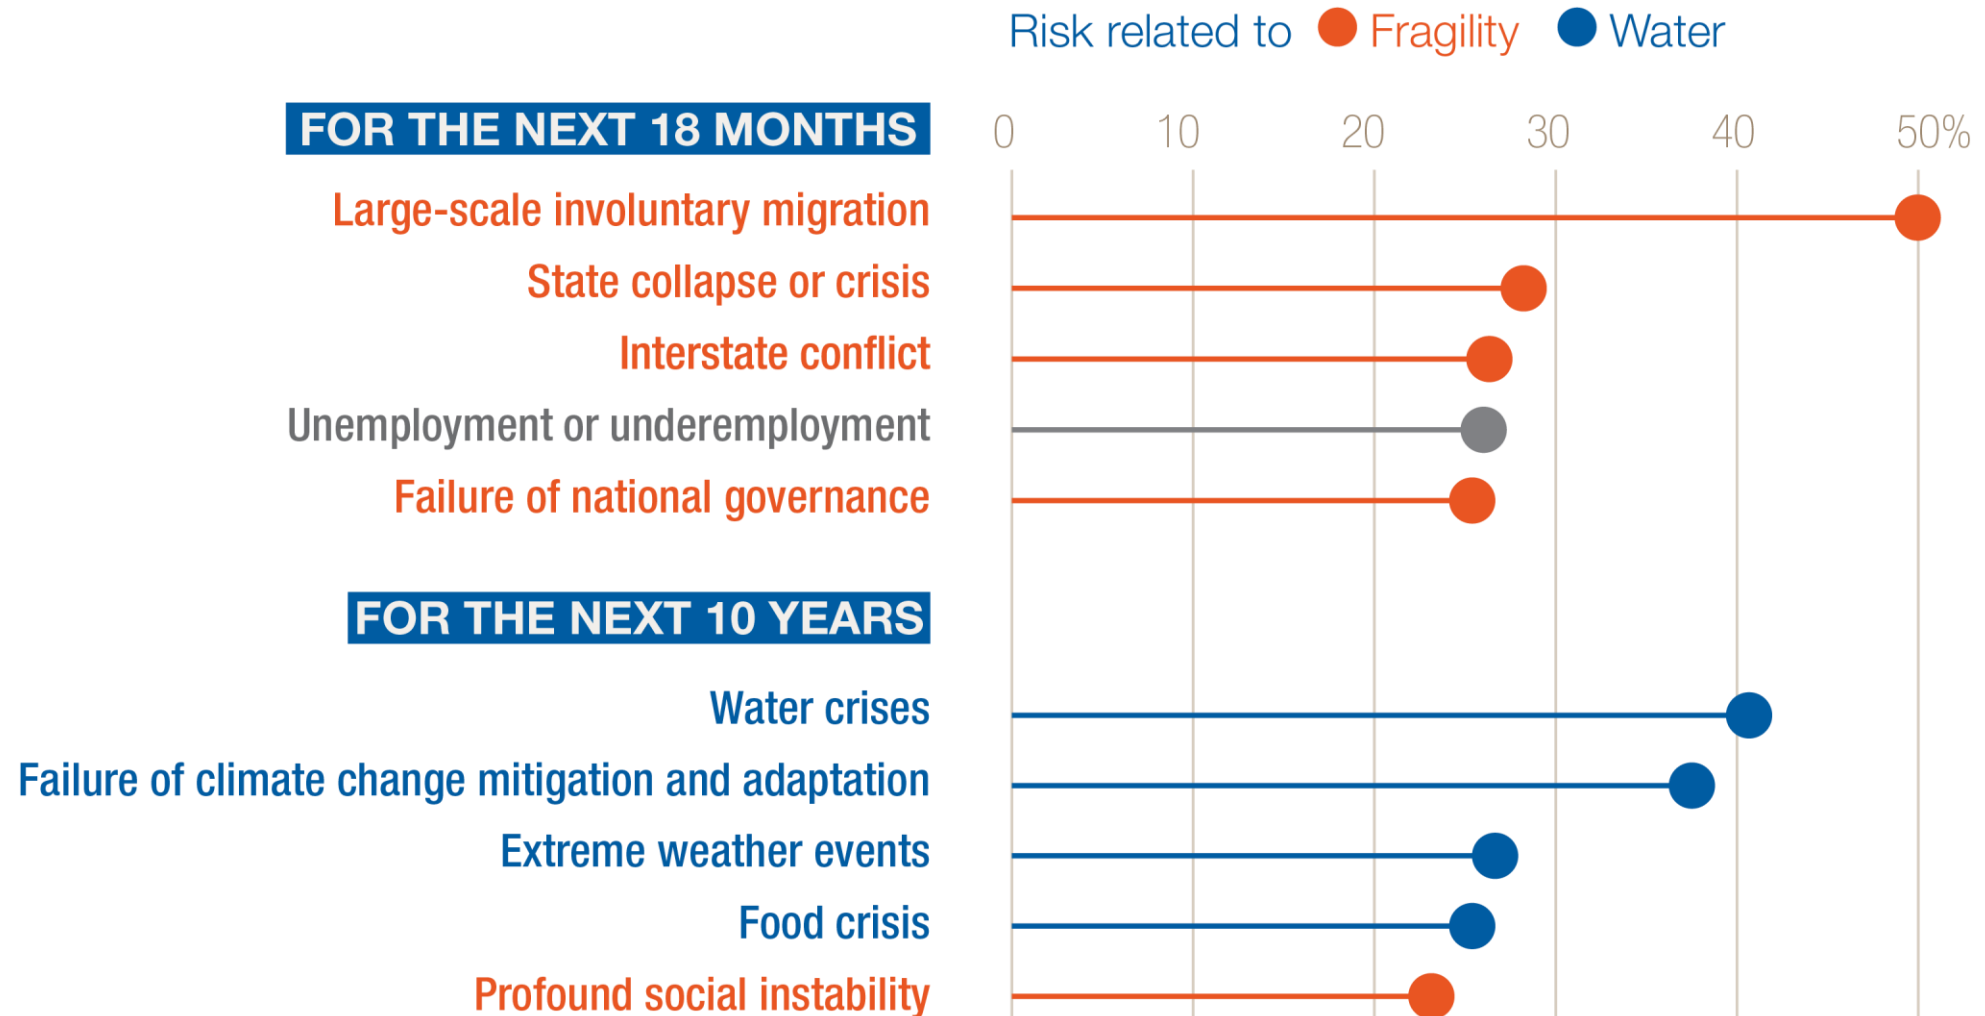 Risk related to Fragility Water
FOR THE NEXT 18 MONTHS
0 10 20 30 40 50%
Large-scale involuntary migration
State collapse or crisis
Interstate conflict
Unemployment or underemployment
Failure of national governance
FOR THE NEXT 10 YEARS
Water crises
Failure of climate change mitigation and adaptation
Extreme weather events
Food crisis
Profound social instability